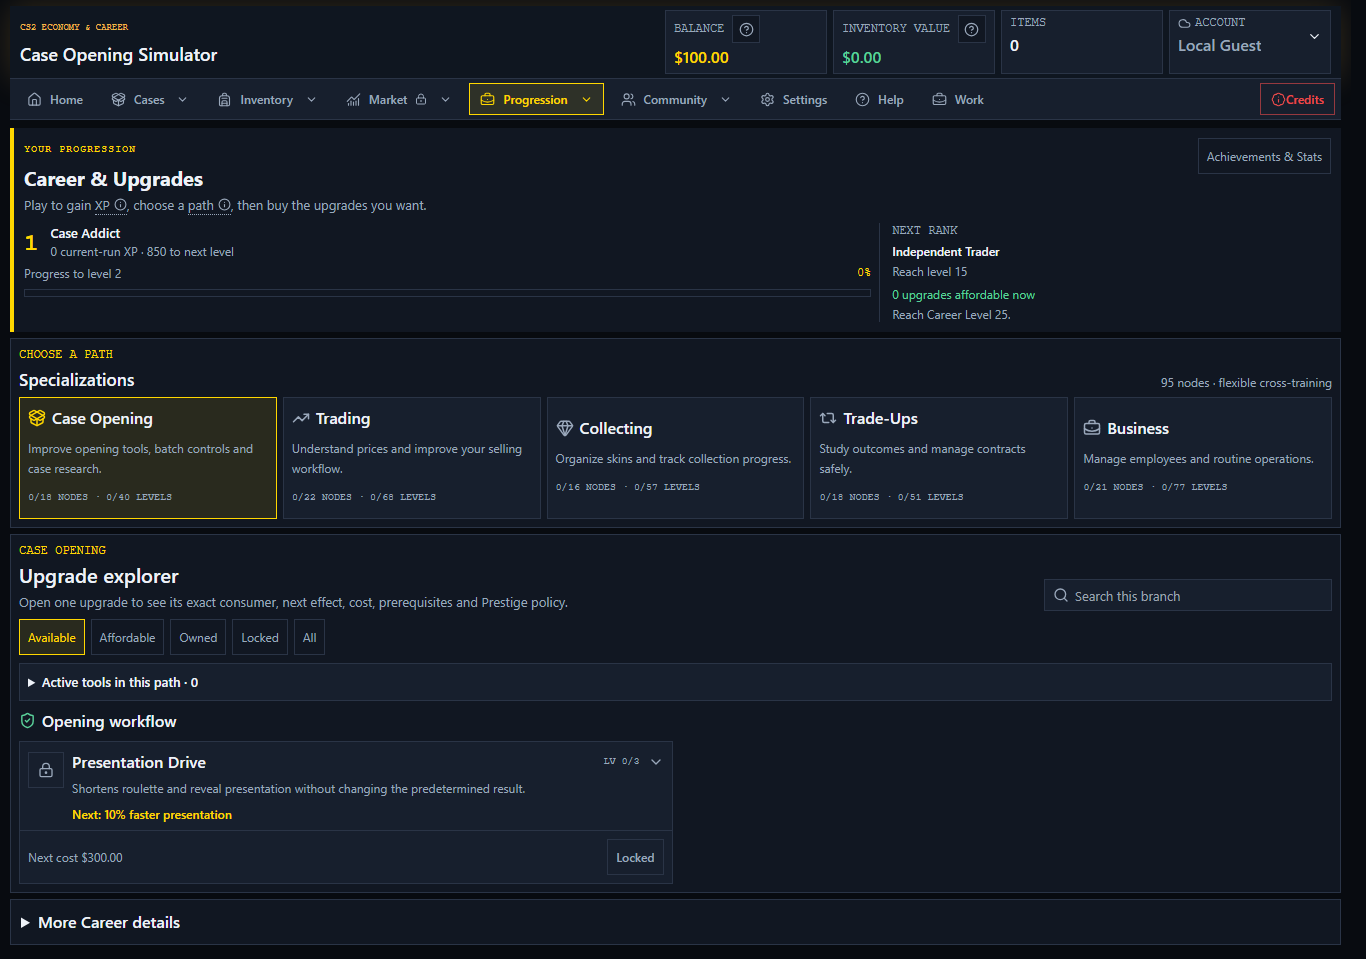 CS2 ECONOMY & CAREER
Case Opening Simulator
BALANCE
$100.00
INVENTORY VALUE
$0.00
ITEMS
0
ACCOUNT
Local Guest
Home
Cases
Inventory
Market
Progression
Community
Settings
Help
Work
Credits
YOUR PROGRESSION
Career & Upgrades
Play to gain XP, choose a path, then buy the upgrades you want.
Achievements & Stats
1
Case Addict
0 current-run XP · 850 to next level
Progress to level 2
0%
NEXT RANK
Independent Trader
Reach level 15
0 upgrades affordable now
Reach Career Level 25.
CHOOSE A PATH
Specializations
95 nodes · flexible cross-training
Case Opening
Improve opening tools, batch controls and
case research.
0/18 NODES · 0/40 LEVELS
Trading
Understand prices and improve your selling
workflow.
0/22 NODES · 0/68 LEVELS
Collecting
Organize skins and track collection progress.
0/16 NODES · 0/57 LEVELS
Trade-Ups
Study outcomes and manage contracts
safely.
0/18 NODES · 0/51 LEVELS
Business
Manage employees and routine operations.
0/21 NODES · 0/77 LEVELS
CASE OPENING
Upgrade explorer
Open one upgrade to see its exact consumer, next effect, cost, prerequisites and Prestige policy.
Search this branch
Available
Affordable
Owned
Locked
All
Active tools in this path · 0
Opening workflow
Presentation Drive
LV 0/3
Shortens roulette and reveal presentation without changing the predetermined result.
Next: 10% faster presentation
Next cost $300.00
Locked
More Career details